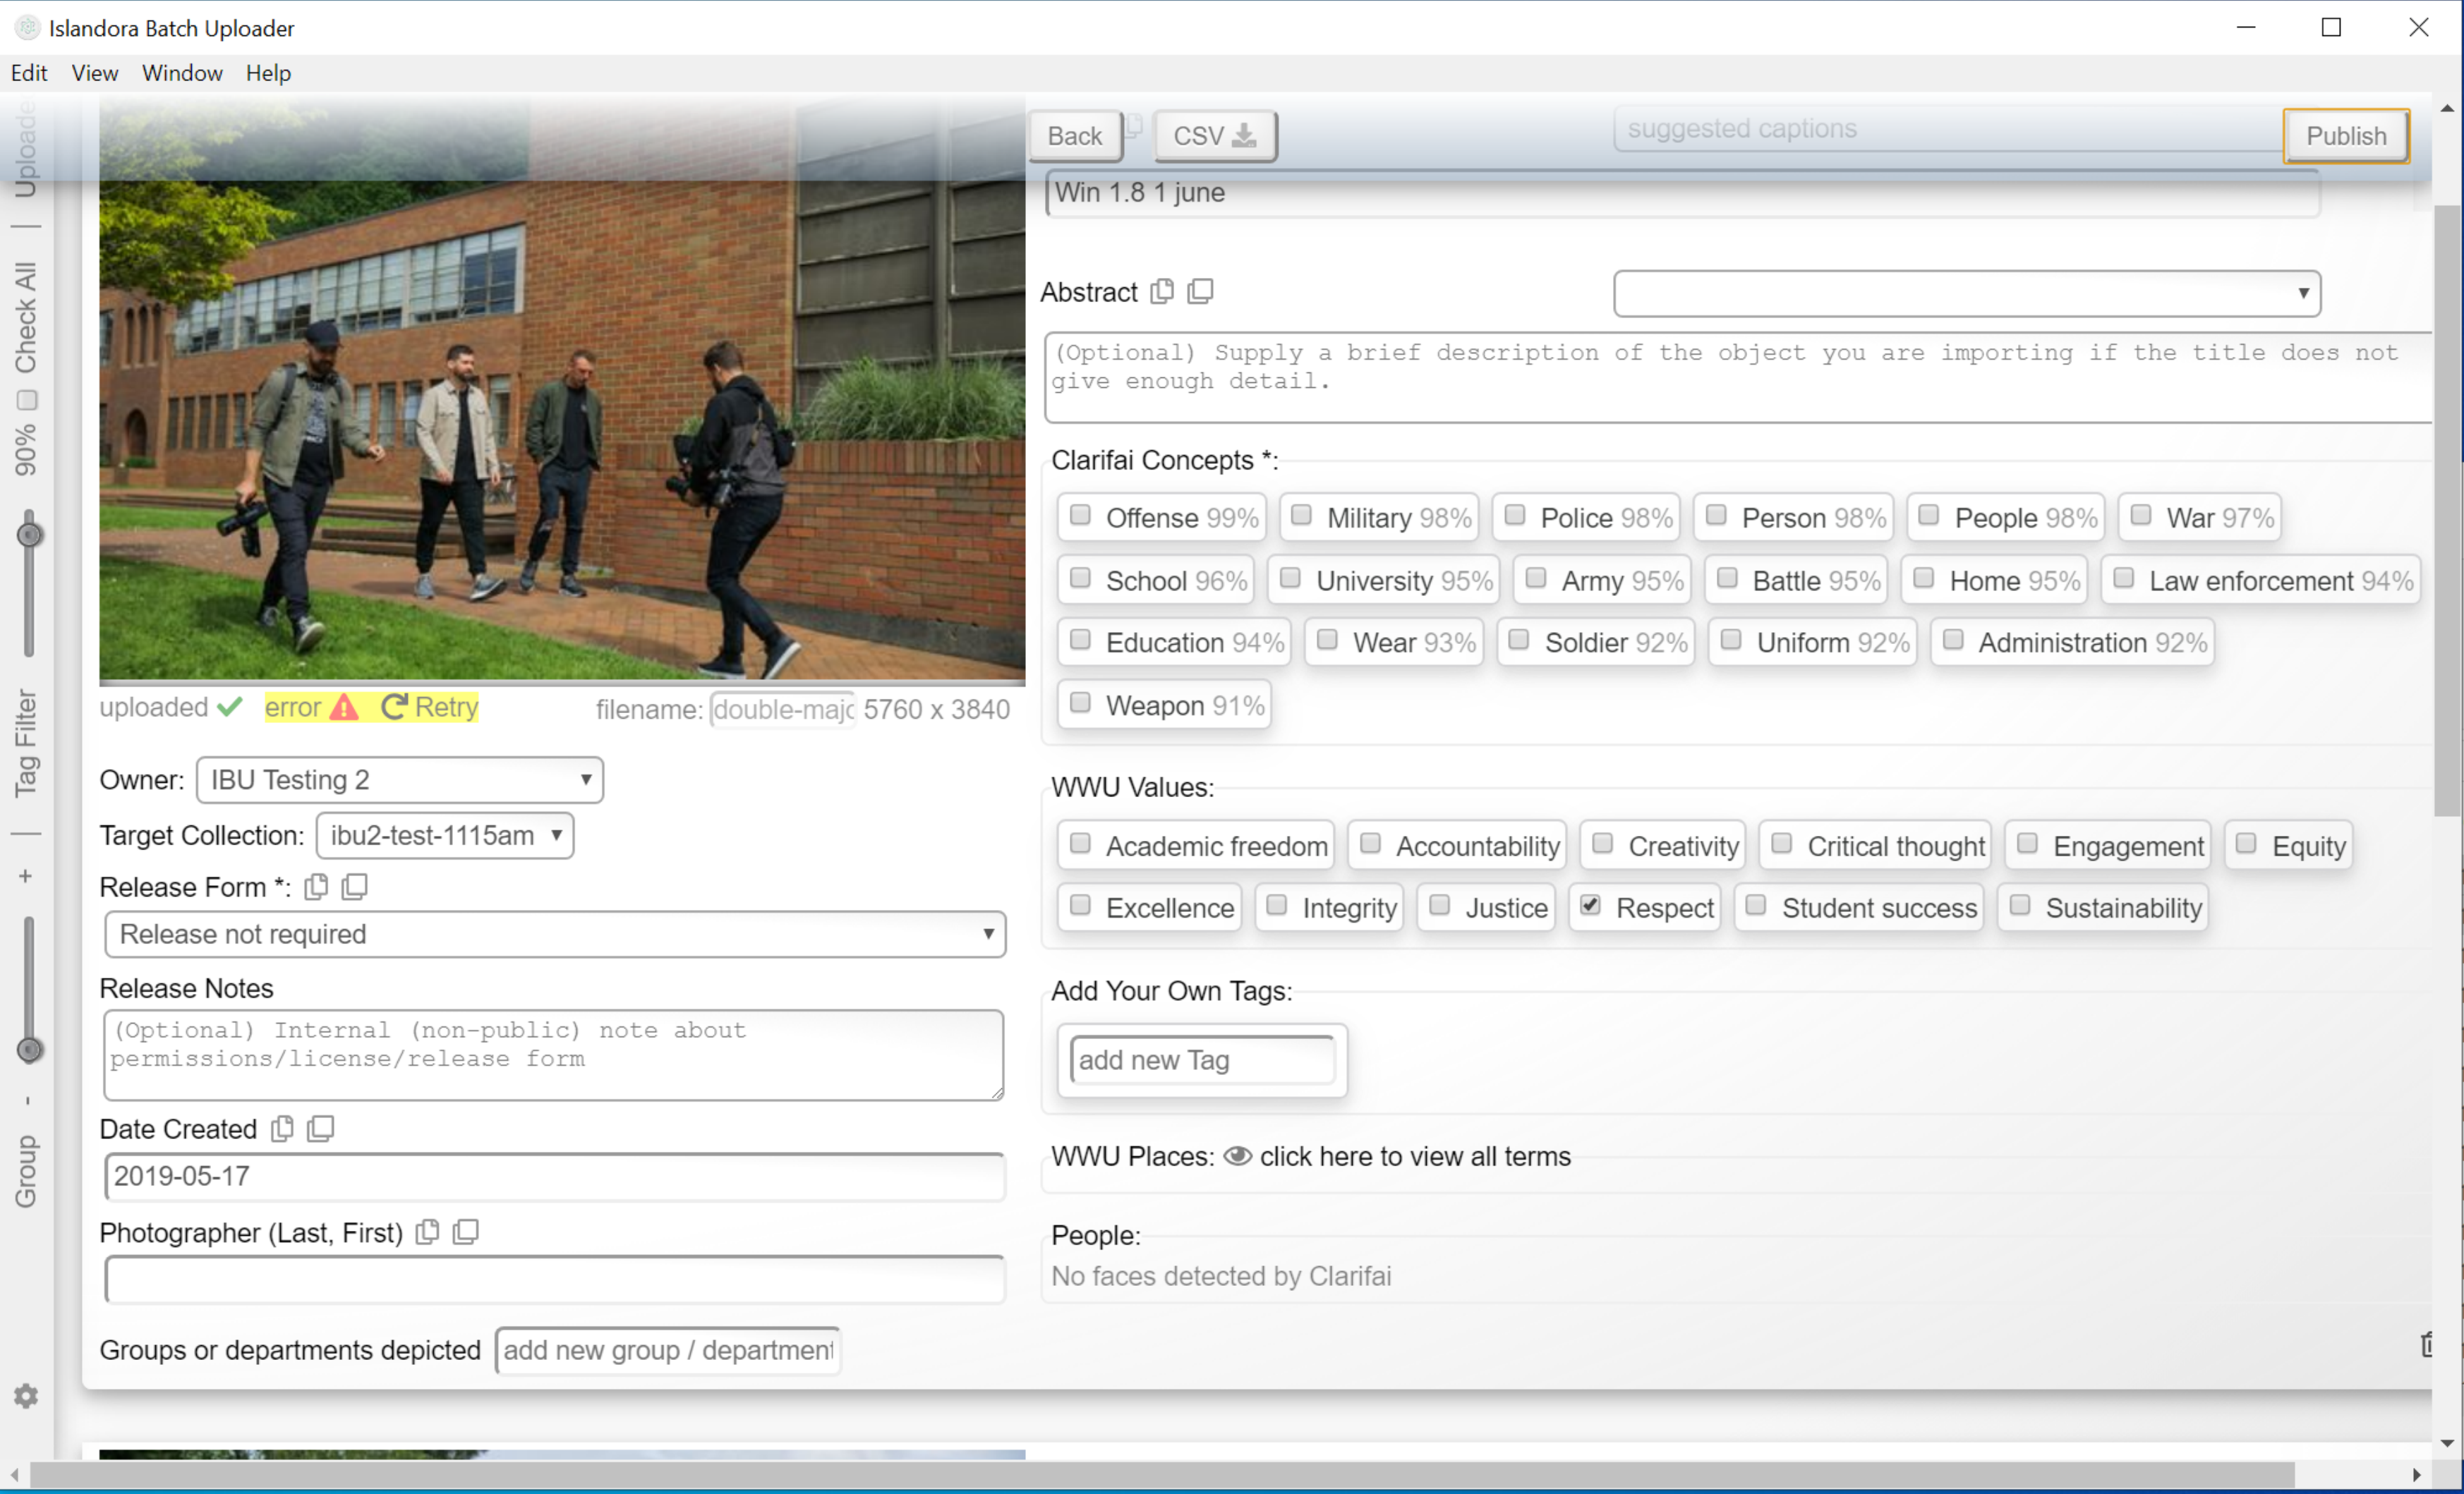 Islandora Batch Uploader
Edit View Window Help
Back CSV suggested captions Publish
Win 1.8 1 june
Abstract
(Optional) Supply a brief description of the object you are importing if the title does not
give enough detail.
Clarifai Concepts *:
Offense 99% Military 98% Police 98% Person 98% People 98% War 97%
School 96% University 95% Army 95% Battle 95% Home 95% Law enforcement 94%
Education 94% Wear 93% Soldier 92% Uniform 92% Administration 92%
Weapon 91%
WWU Values:
Academic freedom Accountability Creativity Critical thought Engagement Equity
Excellence Integrity Justice Respect Student success Sustainability
Add Your Own Tags:
add new Tag
WWU Places: click here to view all terms
People:
No faces detected by Clarifai
uploaded error Retry filename: double-majc 5760 x 3840
Owner: IBU Testing 2
Target Collection: ibu2-test-1115am
Release Form *:
Release not required
Release Notes
(Optional) Internal (non-public) note about
permissions/license/release form
Date Created
2019-05-17
Photographer (Last, First)
Groups or departments depicted add new group / department
Group - + | Tag Filter 90% Check All | Uploade